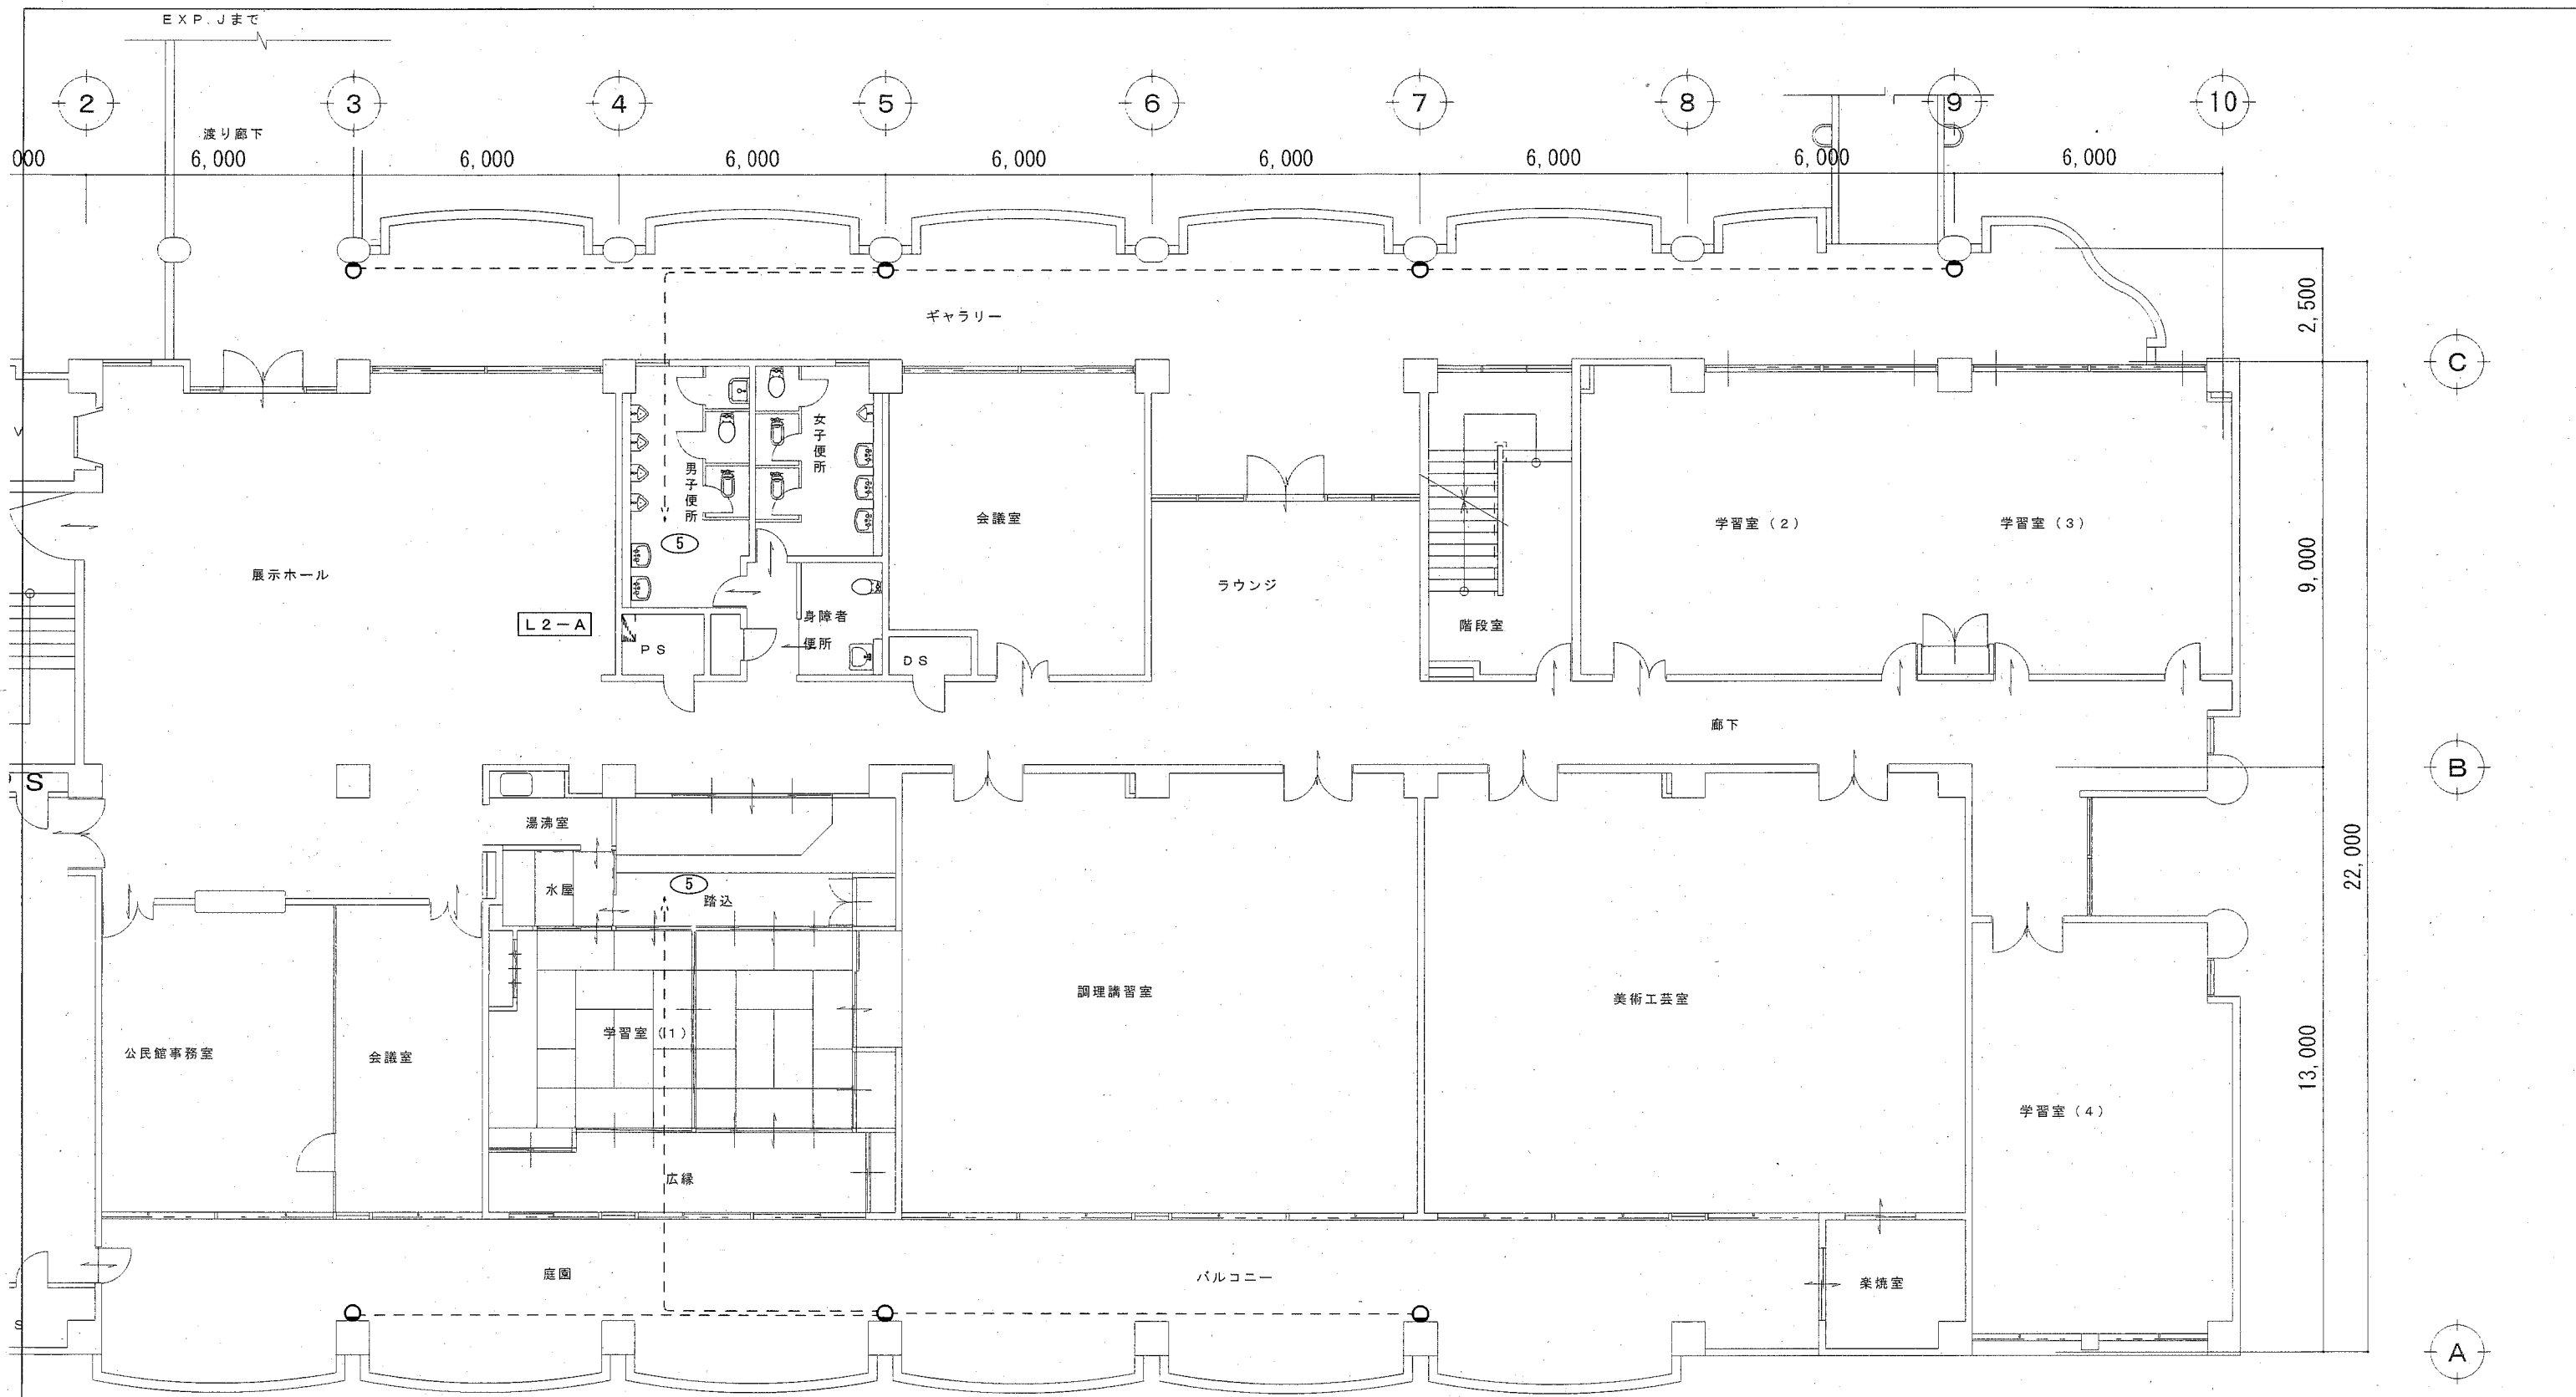 EXP.Jまで
2
3
4
5
6
7
8
9
10
渡り廊下
000
6,000
6,000
6,000
6,000
6,000
6,000
6,000
6,000
2,500
ギャラリー
C
V
女子便所
男子便所
5
会議室
学習室（2）
学習室（3）
展示ホール
ラウンジ
9,000
L2-A
身障者
便所
階段室
PS
DS
廊下
B
S
湯沸室
22,000
水屋
5
踏込
調理講習室
美術工芸室
学習室（1）
公民館事務室
会議室
13,000
学習室（4）
広縁
庭園
バルコニー
楽焼室
S
A